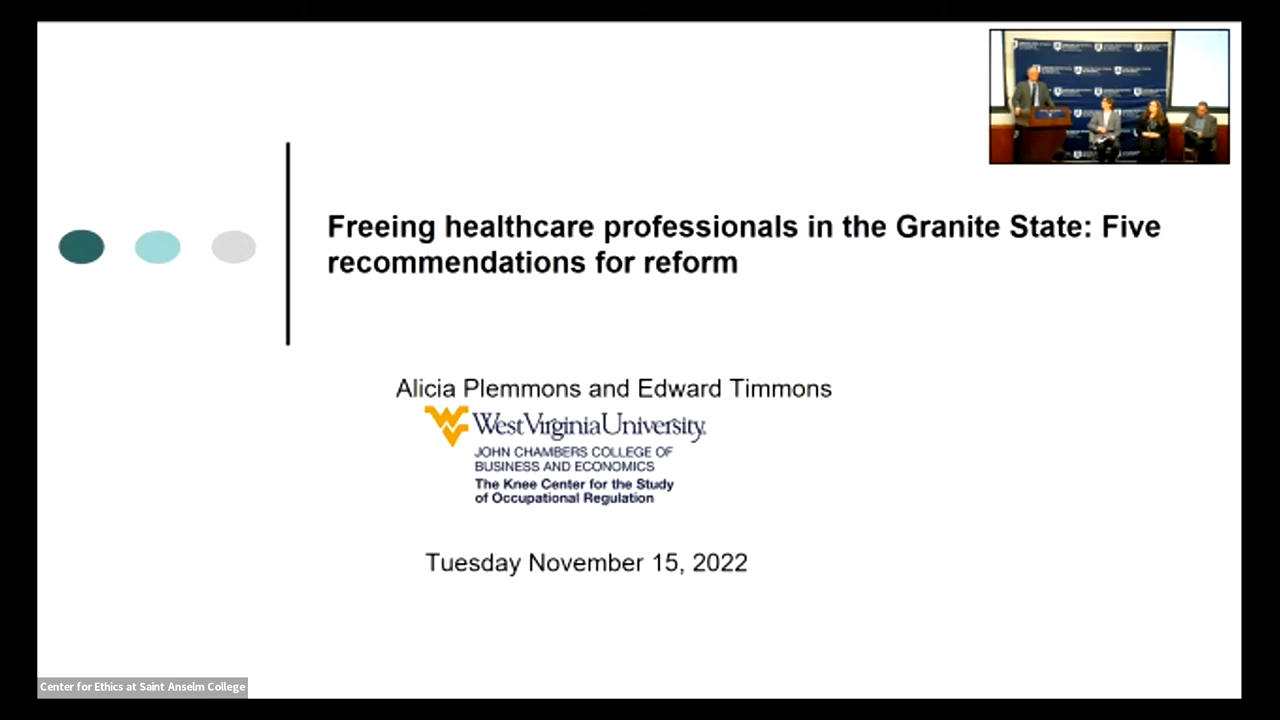 Freeing healthcare professionals in the Granite State: Five
recommendations for reform
Alicia Plemmons and Edward Timmons
WestVirginiaUniversity.
JOHN CHAMBERS COLLEGE OF
BUSINESS AND ECONOMICS
The Knee Center for the Study
of Occupational Regulation
Tuesday November 15, 2022
Center for Ethics at Saint Anselm College